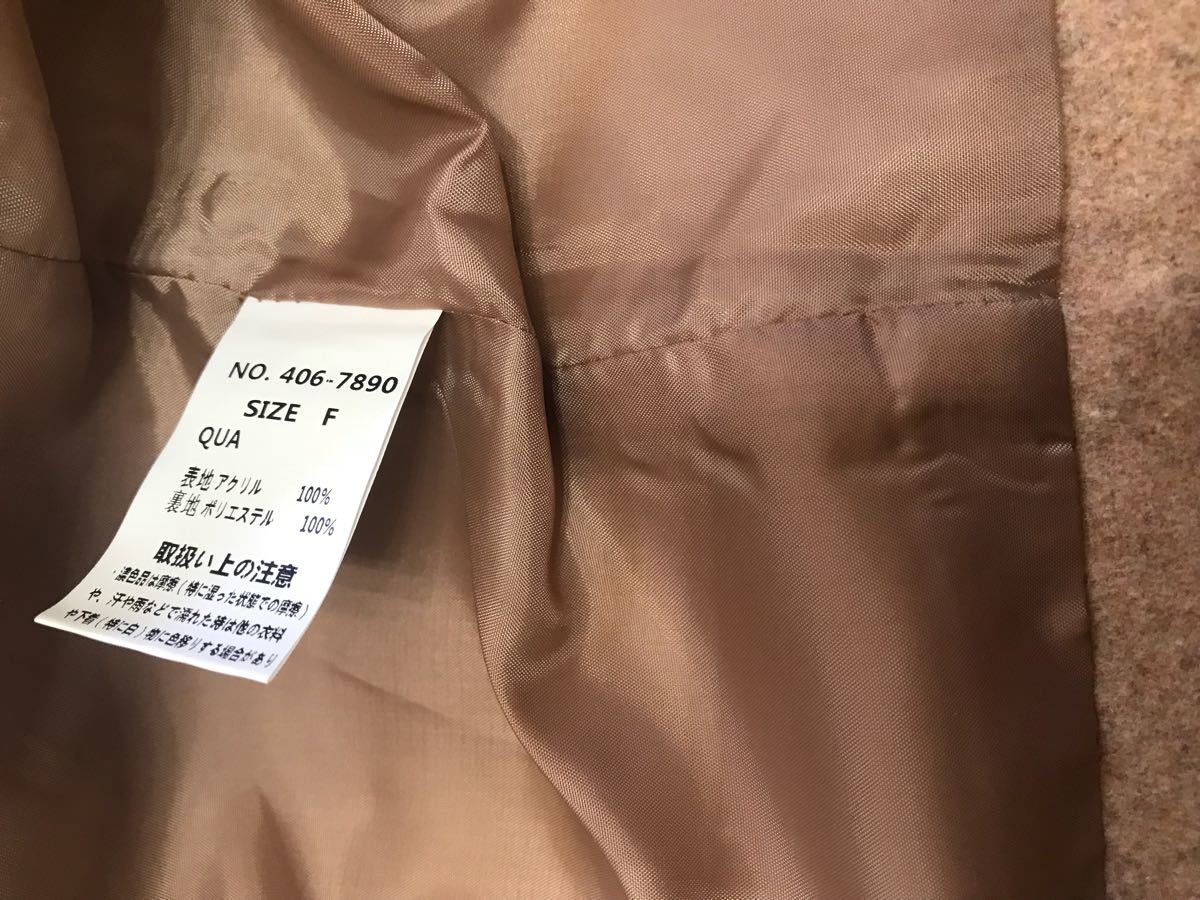 NO. 406-7890
SIZE F
QUA
表地 アクリル 100%
裏地 ポリエステル 100%
取扱い上の注意
・濃色品は摩擦(特に湿った状態での摩擦)
や、汗や雨などで濡れた時は他の衣料
や下着(特に白)物に色移りする場合があり